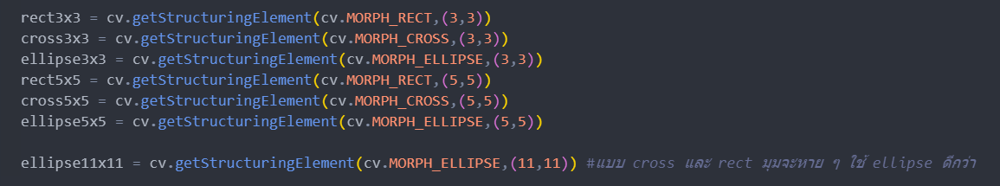 rect3x3 = cv.getStructuringElement(cv.MORPH_RECT,(3,3))
cross3x3 = cv.getStructuringElement(cv.MORPH_CROSS,(3,3))
ellipse3x3 = cv.getStructuringElement(cv.MORPH_ELLIPSE,(3,3))
rect5x5 = cv.getStructuringElement(cv.MORPH_RECT,(5,5))
cross5x5 = cv.getStructuringElement(cv.MORPH_CROSS,(5,5))
ellipse5x5 = cv.getStructuringElement(cv.MORPH_ELLIPSE,(5,5))
ellipse11x11 = cv.getStructuringElement(cv.MORPH_ELLIPSE,(11,11)) #แบบ cross และ rect มุมจะหาย ๆ ใช้ ellipse ดีกว่า